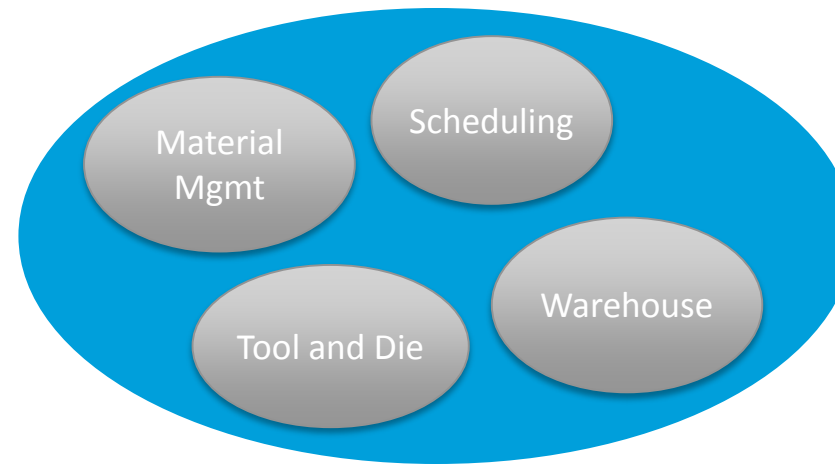 Material
Mgmt
Scheduling
Tool and Die
Warehouse